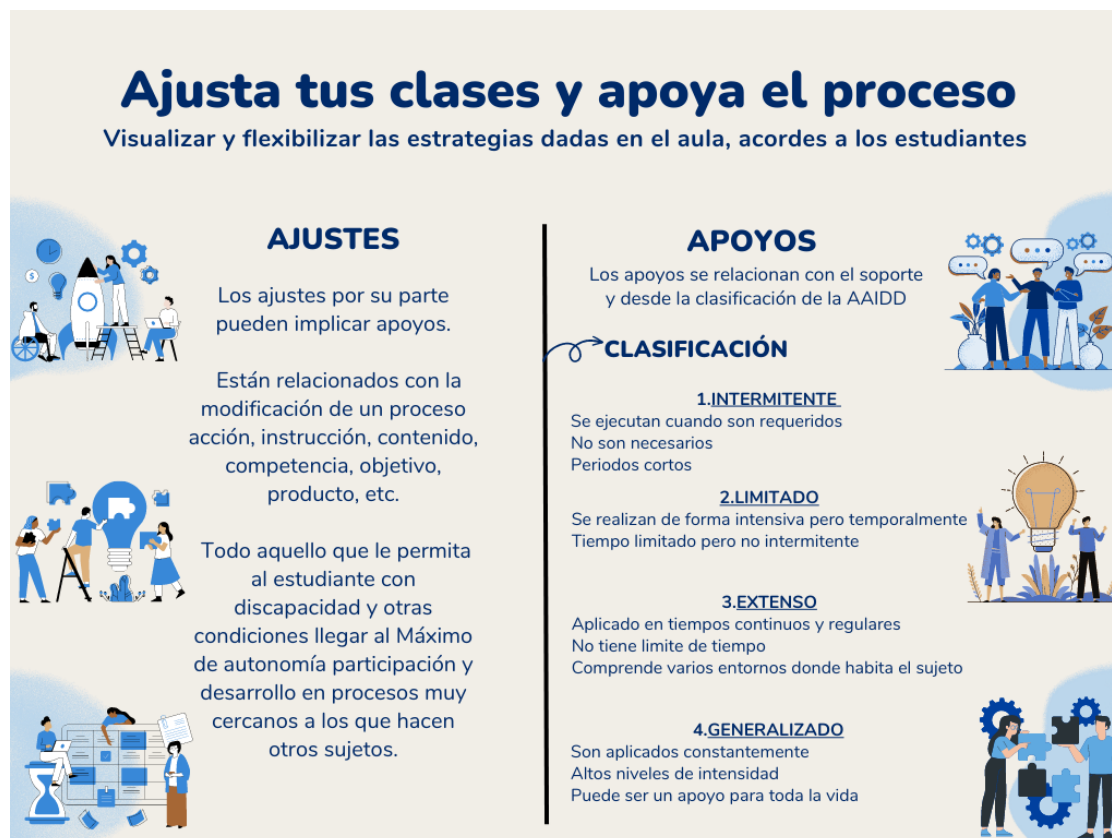 Ajusta tus clases y apoya el proceso
Visualizar y flexibilizar las estrategias dadas en el aula, acordes a los estudiantes
AJUSTES
Los ajustes por su parte
pueden implicar apoyos.
Están relacionados con la
modificación de un proceso
acción, instrucción, contenido,
competencia, objetivo,
producto, etc.
Todo aquello que le permita
al estudiante con
discapacidad y otras
condiciones llegar al Máximo
de autonomía participación y
desarrollo en procesos muy
cercanos a los que hacen
otros sujetos.
APOYOS
Los apoyos se relacionan con el soporte
y desde la clasificación de la AAIDD
CLASIFICACIÓN
1.INTERMITENTE
Se ejecutan cuando son requeridos
No son necesarios
Periodos cortos
2.LIMITADO
Se realizan de forma intensiva pero temporalmente
Tiempo limitado pero no intermitente
3.EXTENSO
Aplicado en tiempos continuos y regulares
No tiene limite de tiempo
Comprende varios entornos donde habita el sujeto
4.GENERALIZADO
Son aplicados constantemente
Altos niveles de intensidad
Puede ser un apoyo para toda la vida